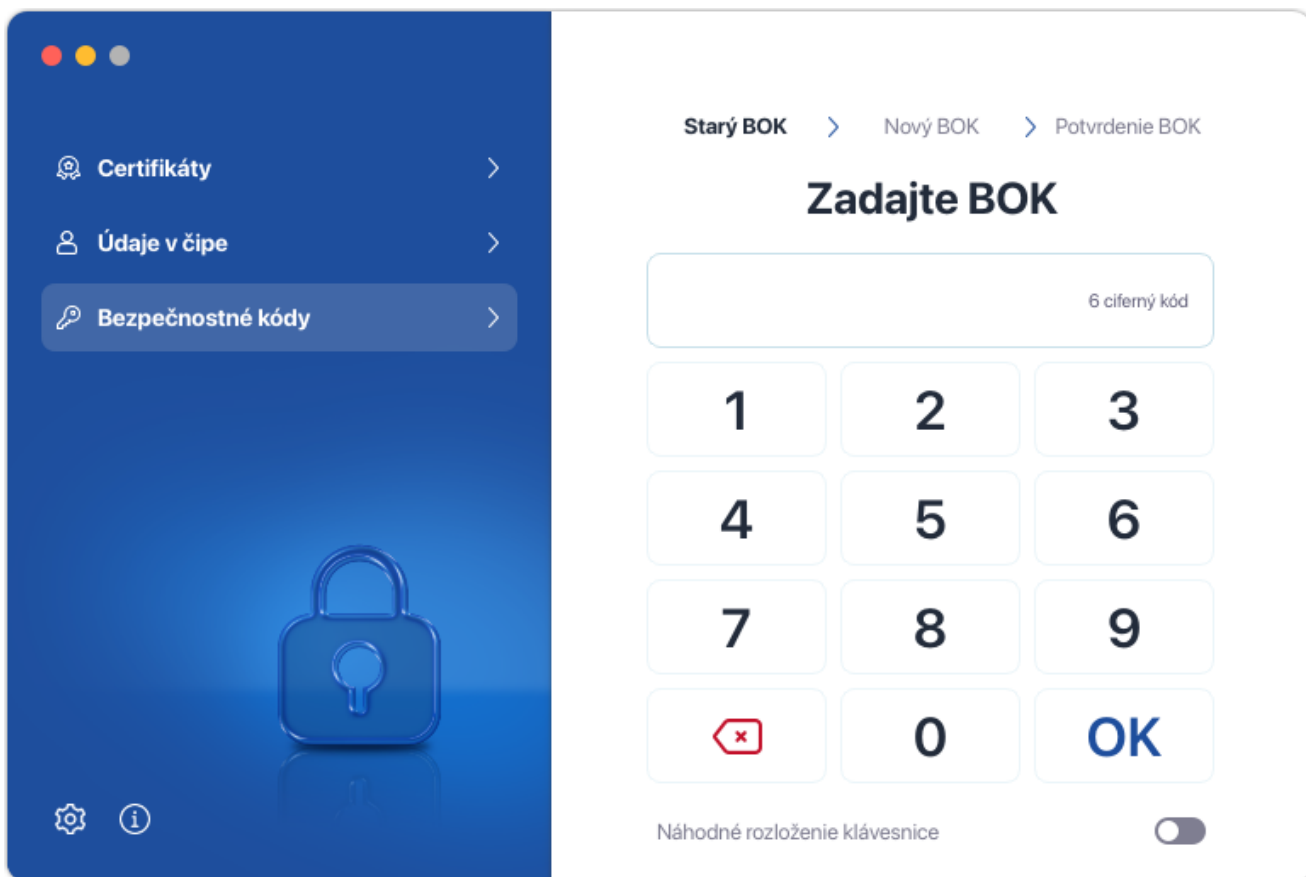 Certifikáty
Údaje v čipe
Bezpečnostné kódy
Starý BOK > Nový BOK > Potvrdenie BOK
Zadajte BOK
6 ciferný kód
1 2 3
4 5 6
7 8 9
0 OK
Náhodné rozloženie klávesnice